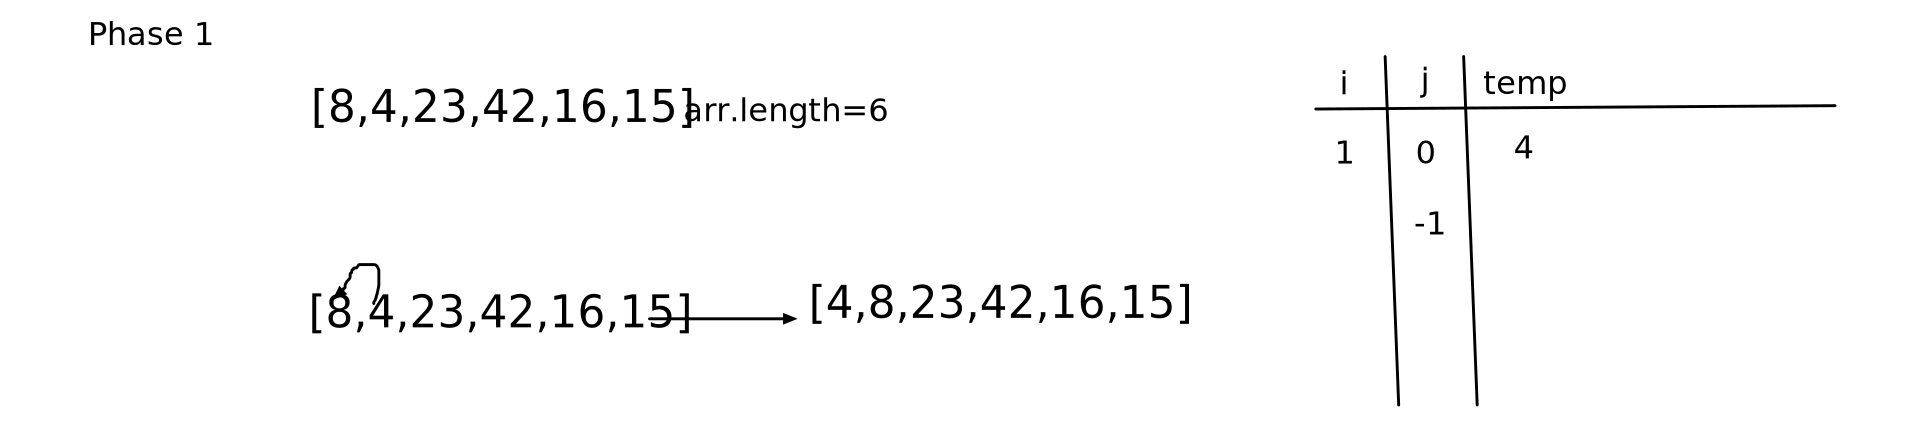 Phase 1
[8,4,23,42,16,15]arr.length=6
i j temp
1 0 4
-1
[8,4,23,42,16,15] [4,8,23,42,16,15]